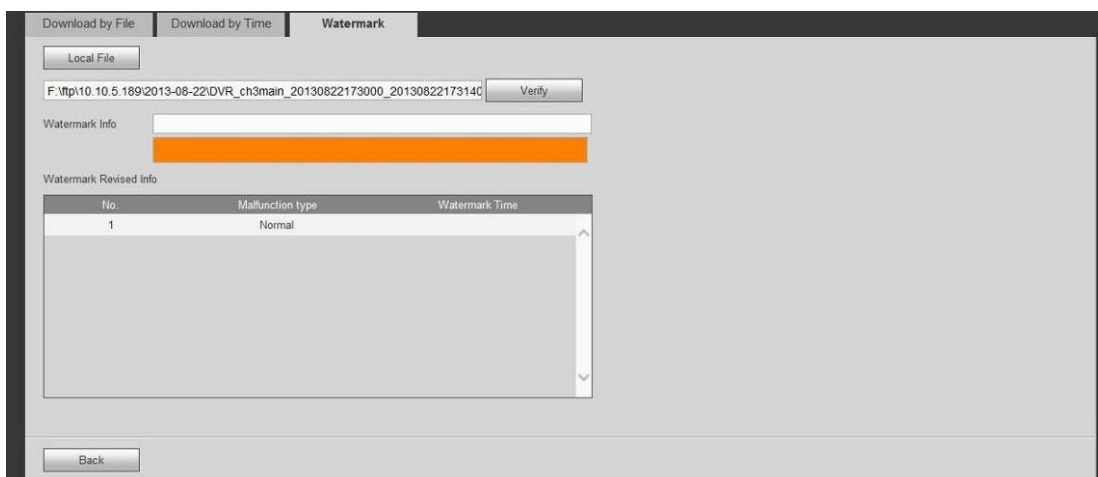 Download by File Download by Time Watermark
Local File
F:\ftp\10.10.5.189\2013-08-22\DVR_ch3main_20130822173000_20130822173140 Verify
Watermark Info
Watermark Revised Info
No. Malfunction type Watermark Time
1 Normal
Back